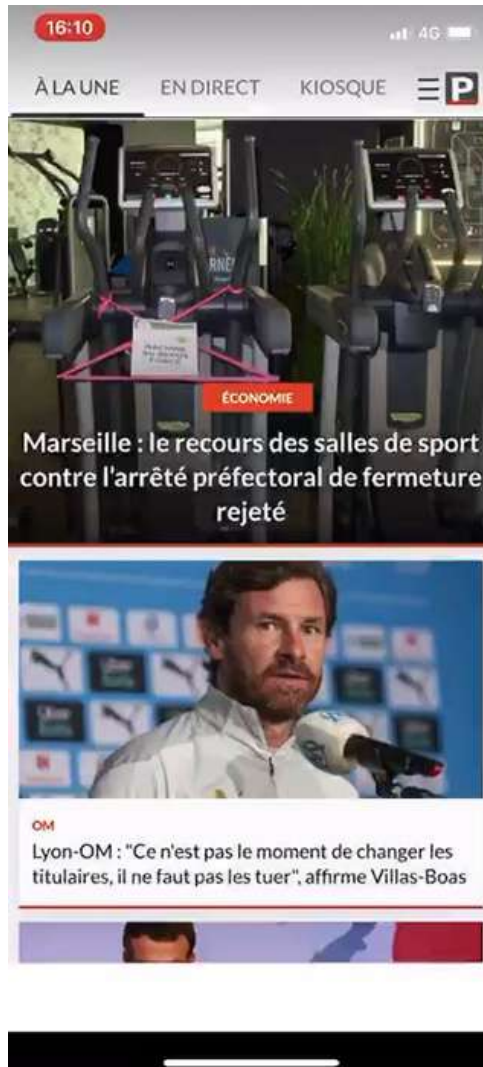 16:10
4G
À LA UNE EN DIRECT KIOSQUE P
ÉCONOMIE
Marseille : le recours des salles de sport
contre l'arrêté préfectoral de fermeture
rejeté
OM
Lyon-OM : "Ce n'est pas le moment de changer les
titulaires, il ne faut pas les tuer", affirme Villas-Boas